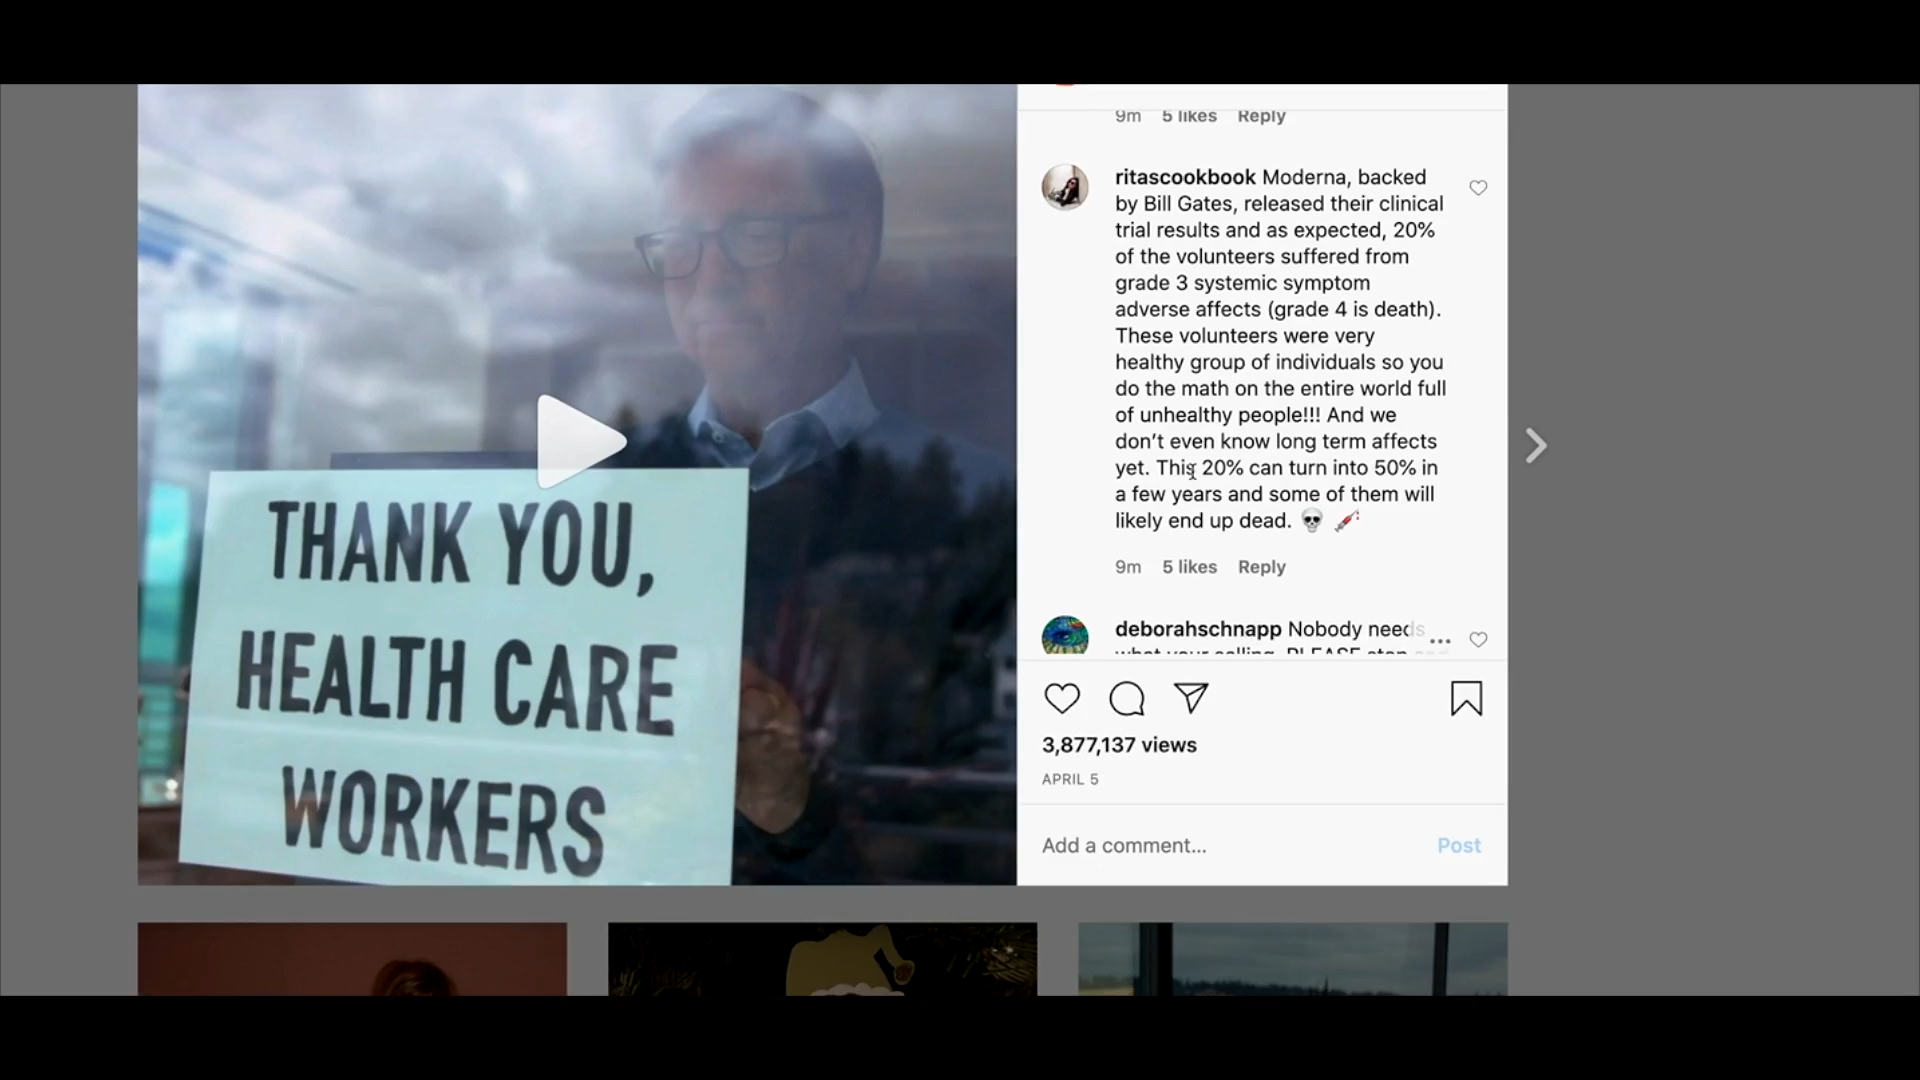 THANK YOU,
HEALTH CARE
WORKERS
9m 5 likes Reply
ritascookbook Moderna, backed
by Bill Gates, released their clinical
trial results and as expected, 20%
of the volunteers suffered from
grade 3 systemic symptom
adverse affects (grade 4 is death).
These volunteers were very
healthy group of individuals so you
do the math on the entire world full
of unhealthy people!!! And we
don't even know long term affects
yet. This 20% can turn into 50% in
a few years and some of them will
likely end up dead. 💀 💉
9m 5 likes Reply
deborahschnapp Nobody needs
what your selling. PLEASE stop
3,877,137 views
APRIL 5
Add a comment... Post